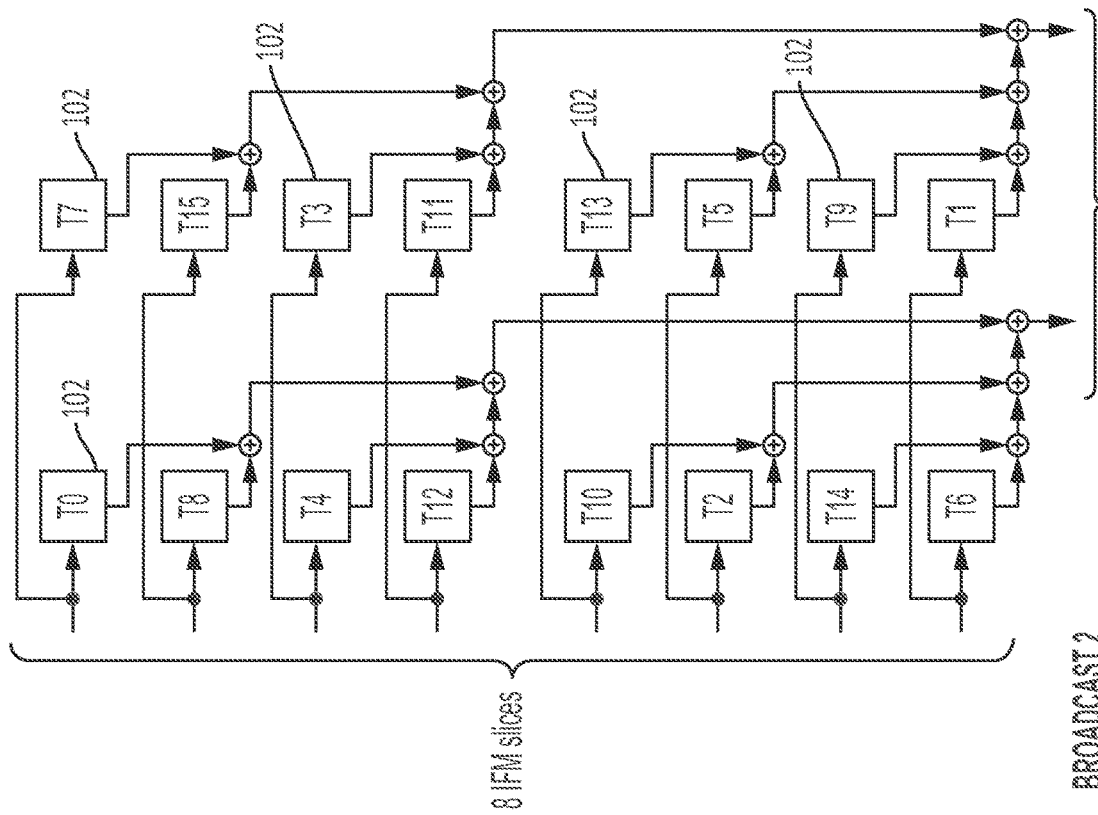 8 IFM slices
T0
102
T8
T4
T12
T10
T2
T14
T6
T7
102
T15
T3
102
T11
T13
102
T5
T9
102
T1
BROADCAST 2